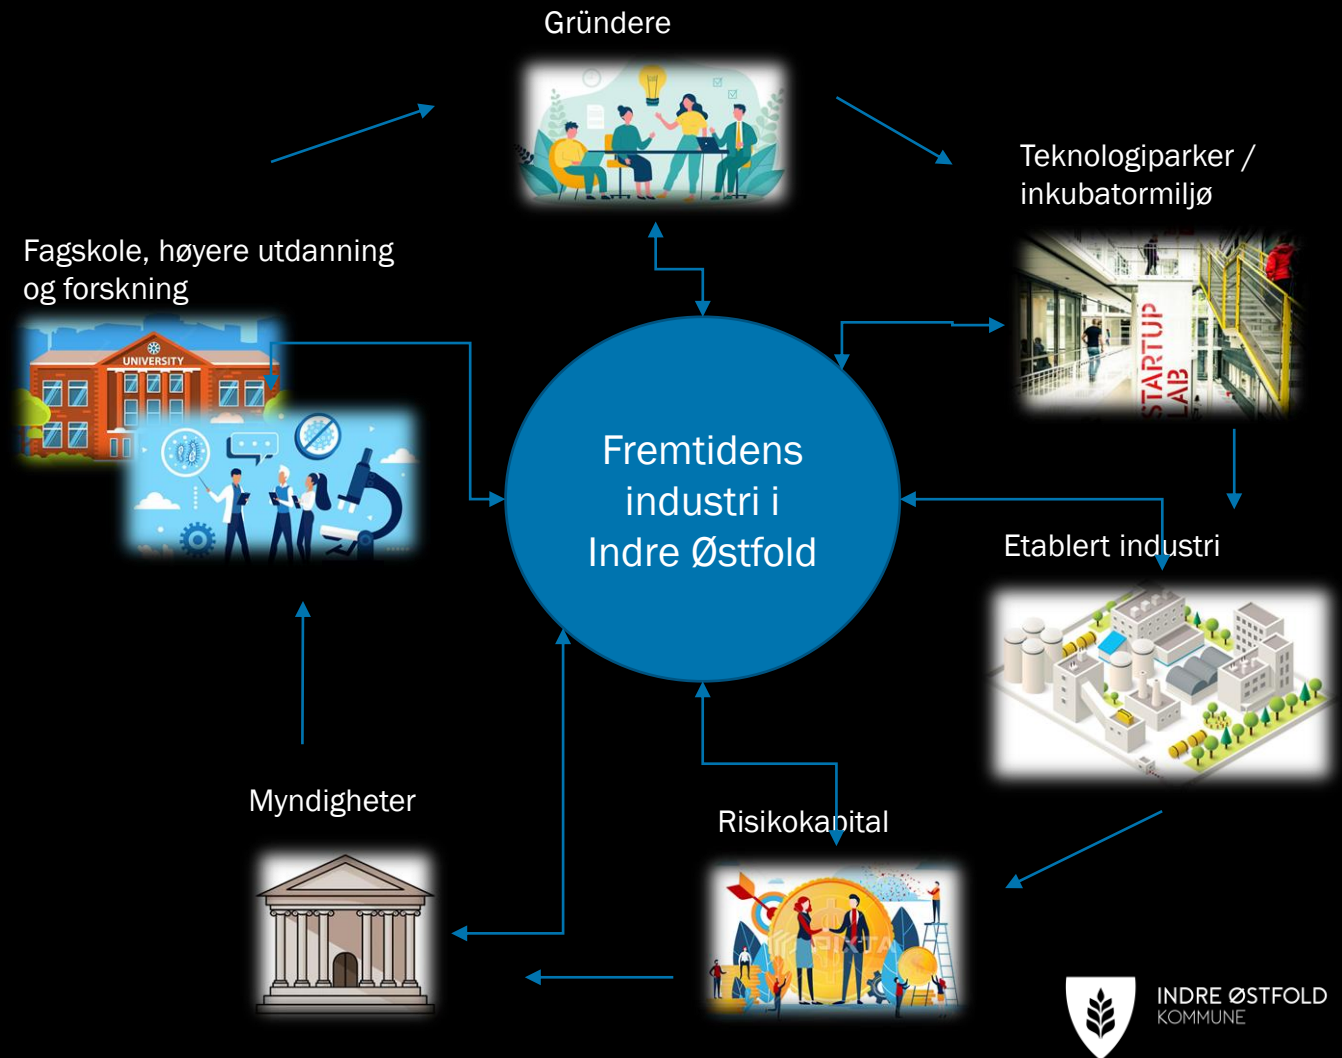 Gründere
Teknologiparker /
inkubatormiljø
STARTUP
LAB
Fagskole, høyere utdanning
og forskning
UNIVERSITY
Fremtidens
industri i
Indre Østfold
Etablert industri
Myndigheter
Risikokapital
PIXTA
INDRE ØSTFOLD
KOMMUNE